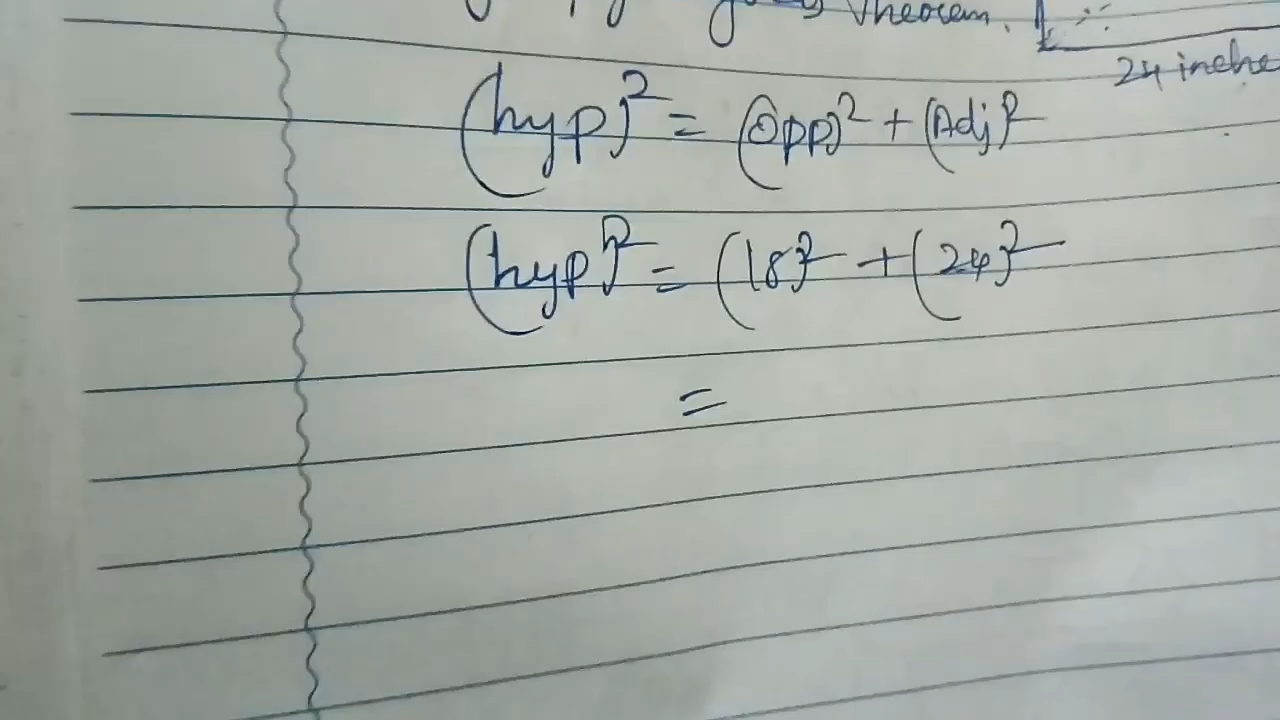 Theorem.
24 inche
(hyp)² = (Opp)² + (Adj)²
(hyp)² = (18)² + (24)²
=